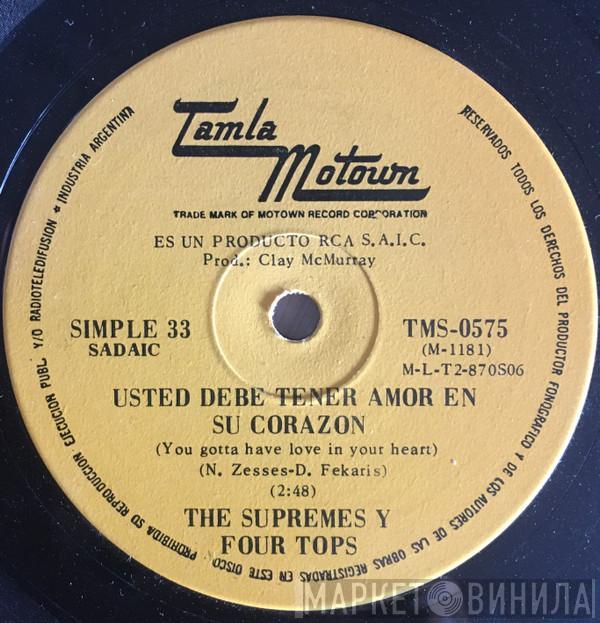 Tamla
Motown
TRADE MARK OF MOTOWN RECORD CORPORATION
ES UN PRODUCTO RCA S.A.I.C.
Prod.: Clay McMurray
SIMPLE 33
SADAIC
TMS-0575
(M-1181)
M-L-T2-870S06
USTED DEBE TENER AMOR EN
SU CORAZON
(You gotta have love in your heart)
(N. Zesses-D. Fekaris)
(2:48)
THE SUPREMES Y
FOUR TOPS
RESERVADOS TODOS LOS DERECHOS DEL PRODUCTOR FONOGRAFICO Y DE LOS AUTORES DE LAS OBRAS REGISTRADAS EN ESTE DISCO PROHIBIDA SU REPRODUCCION EJECUCION PUBL. Y/O RADIOTELEDIFUSION ★ INDUSTRIA ARGENTINA
МАРКЕТ ВИНИЛА